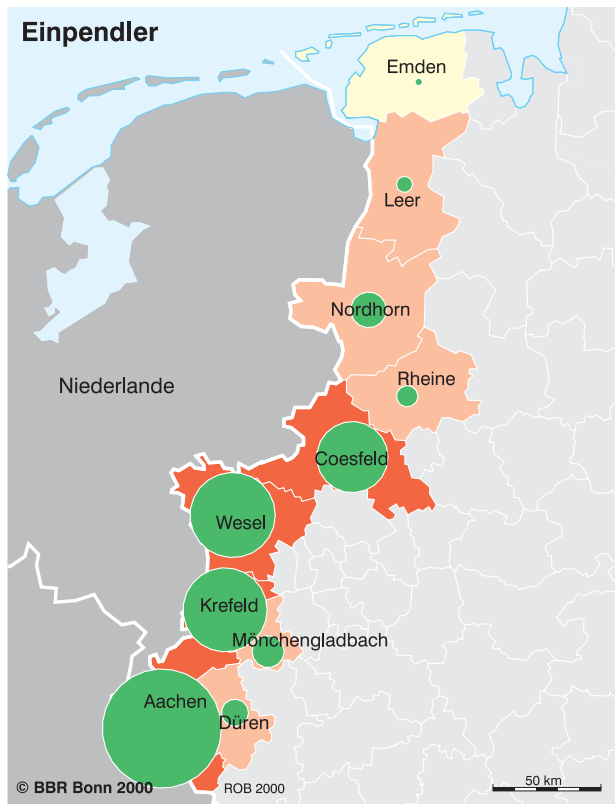 Einpendler
Emden
Leer
Nordhorn
Rheine
Niederlande
Coesfeld
Wesel
Krefeld
Mönchengladbach
Aachen
Düren
50 km
© BBR Bonn 2000
ROB 2000